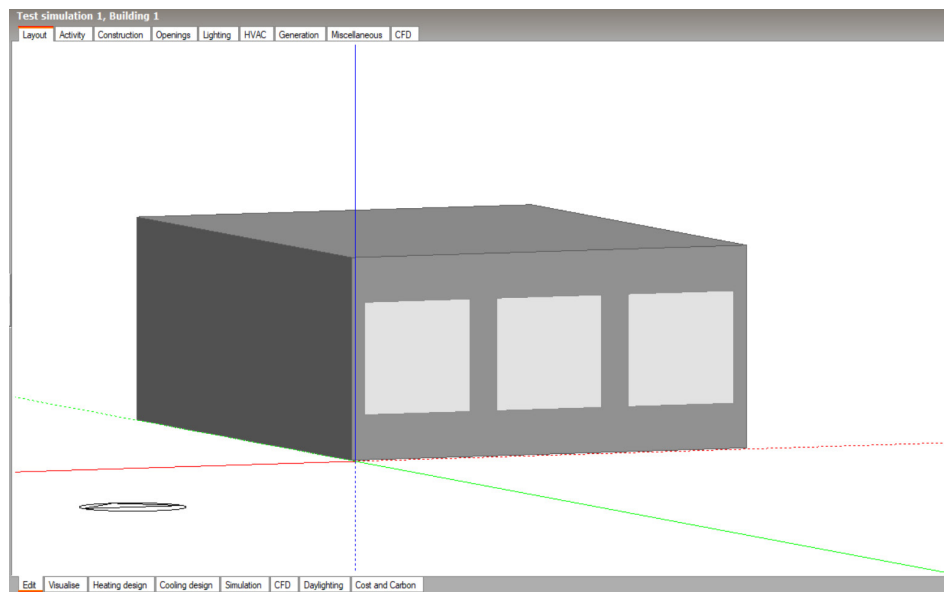 Test simulation 1, Building 1
Layout Activity Construction Openings Lighting HVAC Generation Miscellaneous CFD
Edit Visualise Heating design Cooling design Simulation CFD Daylighting Cost and Carbon